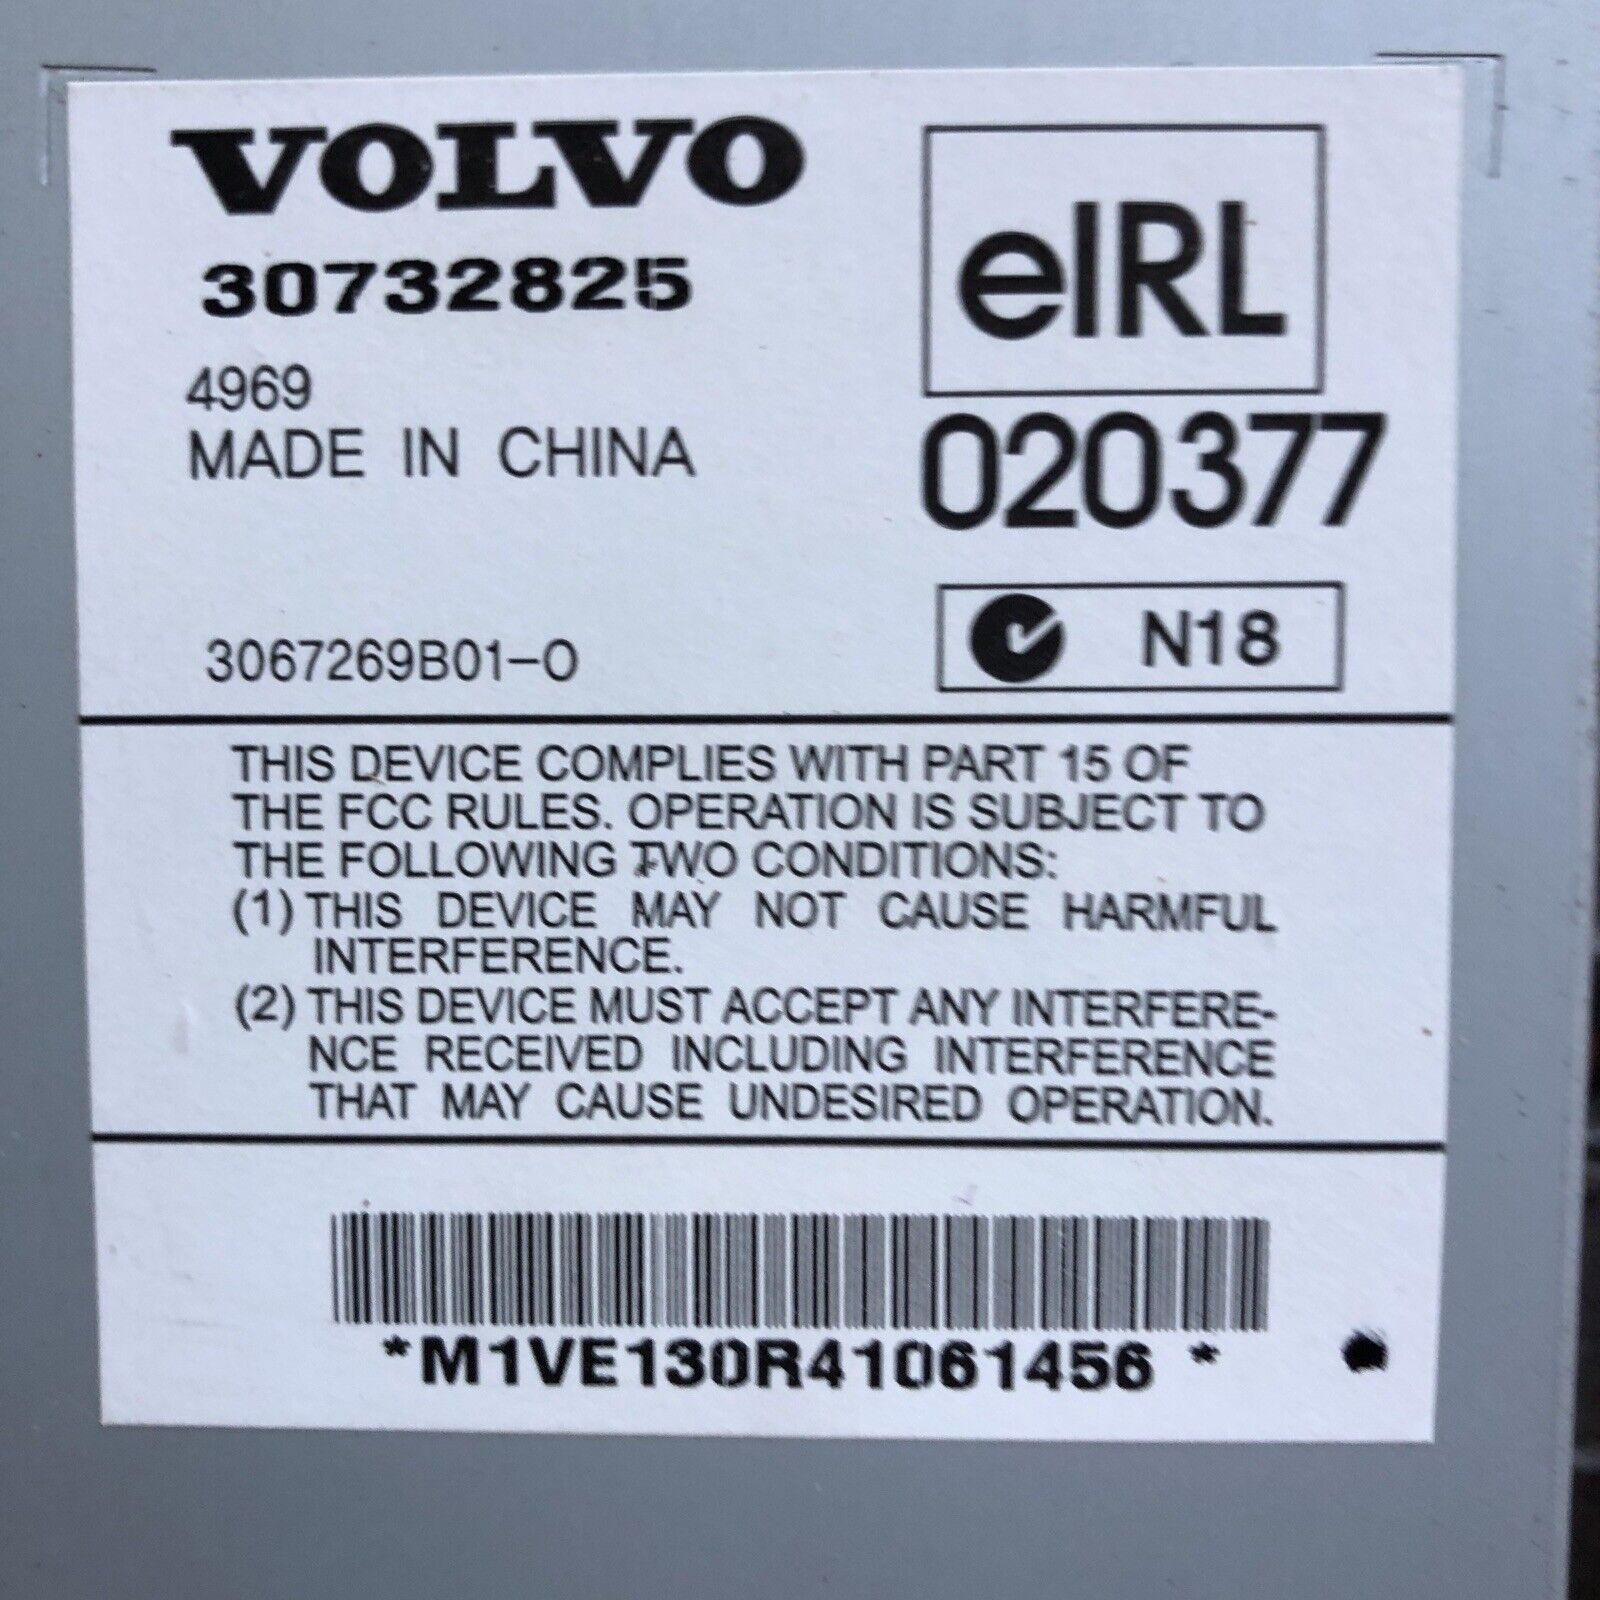 VOLVO
30732825
4969
MADE IN CHINA
3067269B01-O
eIRL
020377
N18
THIS DEVICE COMPLIES WITH PART 15 OF
THE FCC RULES. OPERATION IS SUBJECT TO
THE FOLLOWING TWO CONDITIONS:
(1) THIS DEVICE MAY NOT CAUSE HARMFUL
INTERFERENCE.
(2) THIS DEVICE MUST ACCEPT ANY INTERFERE-
NCE RECEIVED INCLUDING INTERFERENCE
THAT MAY CAUSE UNDESIRED OPERATION.
*M1VE130R41061456 *